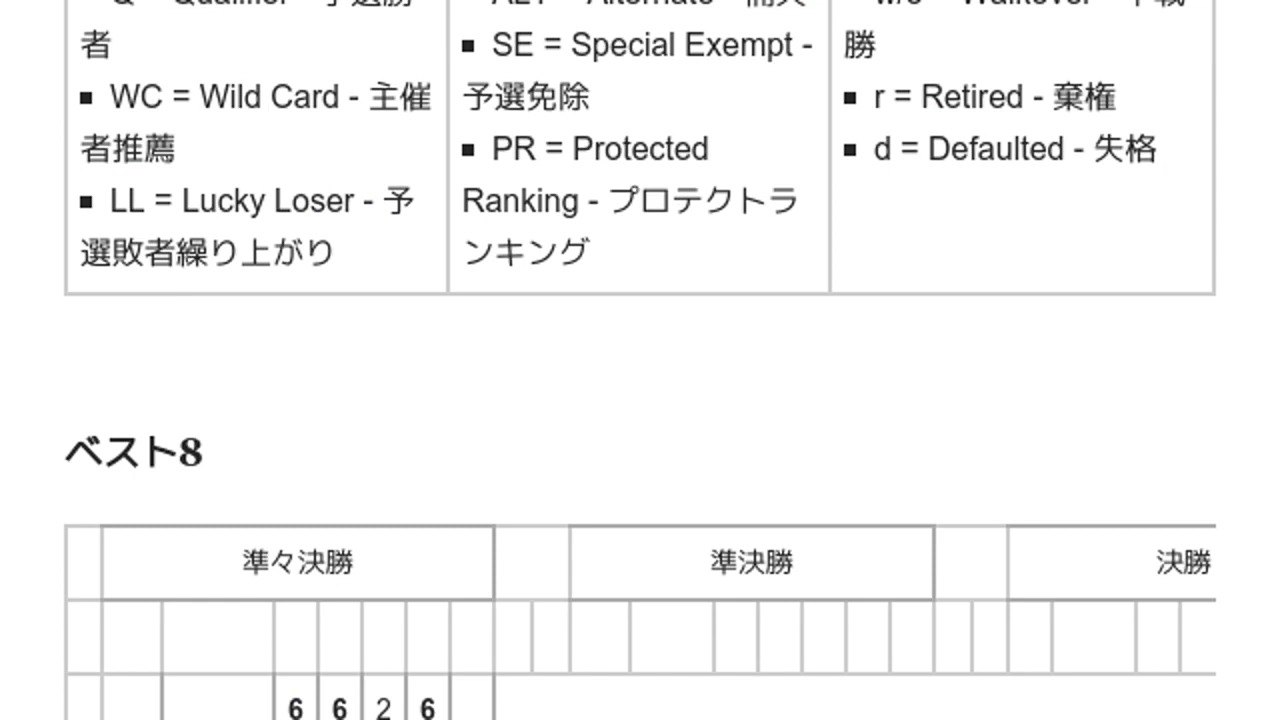 者
■ WC = Wild Card - 主催
者推薦
■ LL = Lucky Loser - 予
選敗者繰り上がり
■ SE = Special Exempt -
予選免除
■ PR = Protected
Ranking - プロテクトラ
ンキング
勝
■ r = Retired - 棄権
■ d = Defaulted - 失格
ベスト8
準々決勝 準決勝 決勝
6 6 2 6